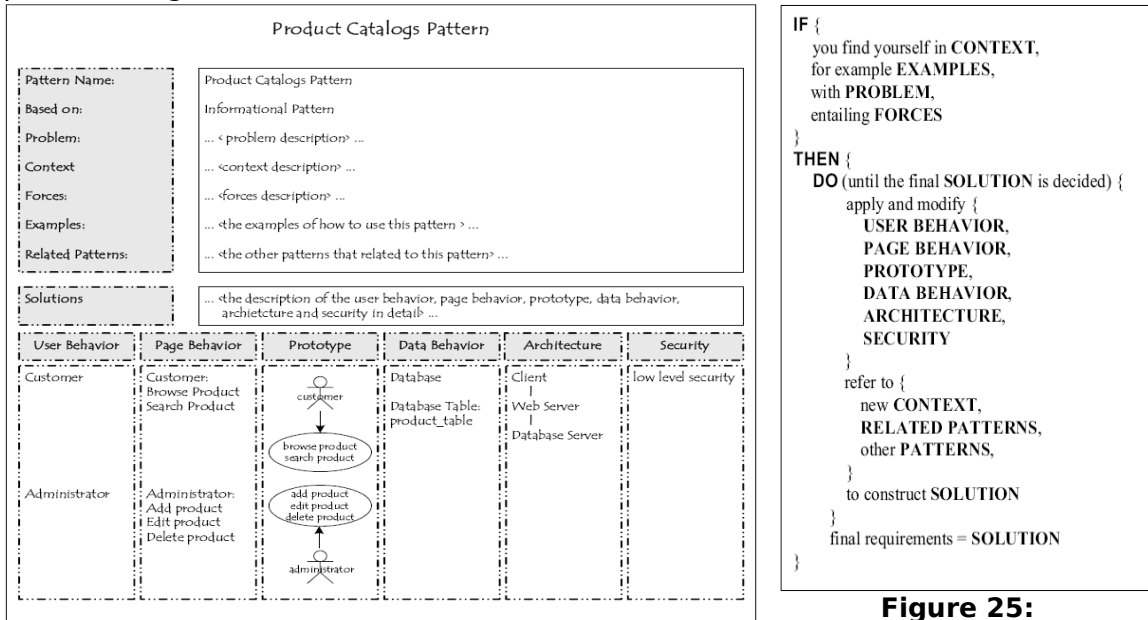 Product Catalogs Pattern
Pattern Name:
Product Catalogs Pattern
Based on:
Informational Pattern
Problem:
... < problem description> ...
Context
... <context description> ...
Forces:
... <forces description> ...
Examples:
... <the examples of how to use this pattern > ...
Related Patterns:
... <the other patterns that related to this pattern> ...
Solutions
... <the description of the user behavior, page behavior, prototype, data behavior,
archietcture and security in detail> ...
User Behavior
Page Behavior
Prototype
Data Behavior
Architecture
Security
Customer
Administrator
Customer:
Browse Product
Search Product
Administrator:
Add product
Edit product
Delete product
customer
browse product
search product
add product
edit product
delete product
administrator
Database
Database Table:
product_table
Client
Web Server
Database Server
low level security
IF {
you find yourself in CONTEXT,
for example EXAMPLES,
with PROBLEM,
entailing FORCES
}
THEN {
DO (until the final SOLUTION is decided) {
apply and modify {
USER BEHAVIOR,
PAGE BEHAVIOR,
PROTOTYPE,
DATA BEHAVIOR,
ARCHITECTURE,
SECURITY
}
refer to {
new CONTEXT,
RELATED PATTERNS,
other PATTERNS,
}
to construct SOLUTION
}
final requirements = SOLUTION
}
Figure 25: